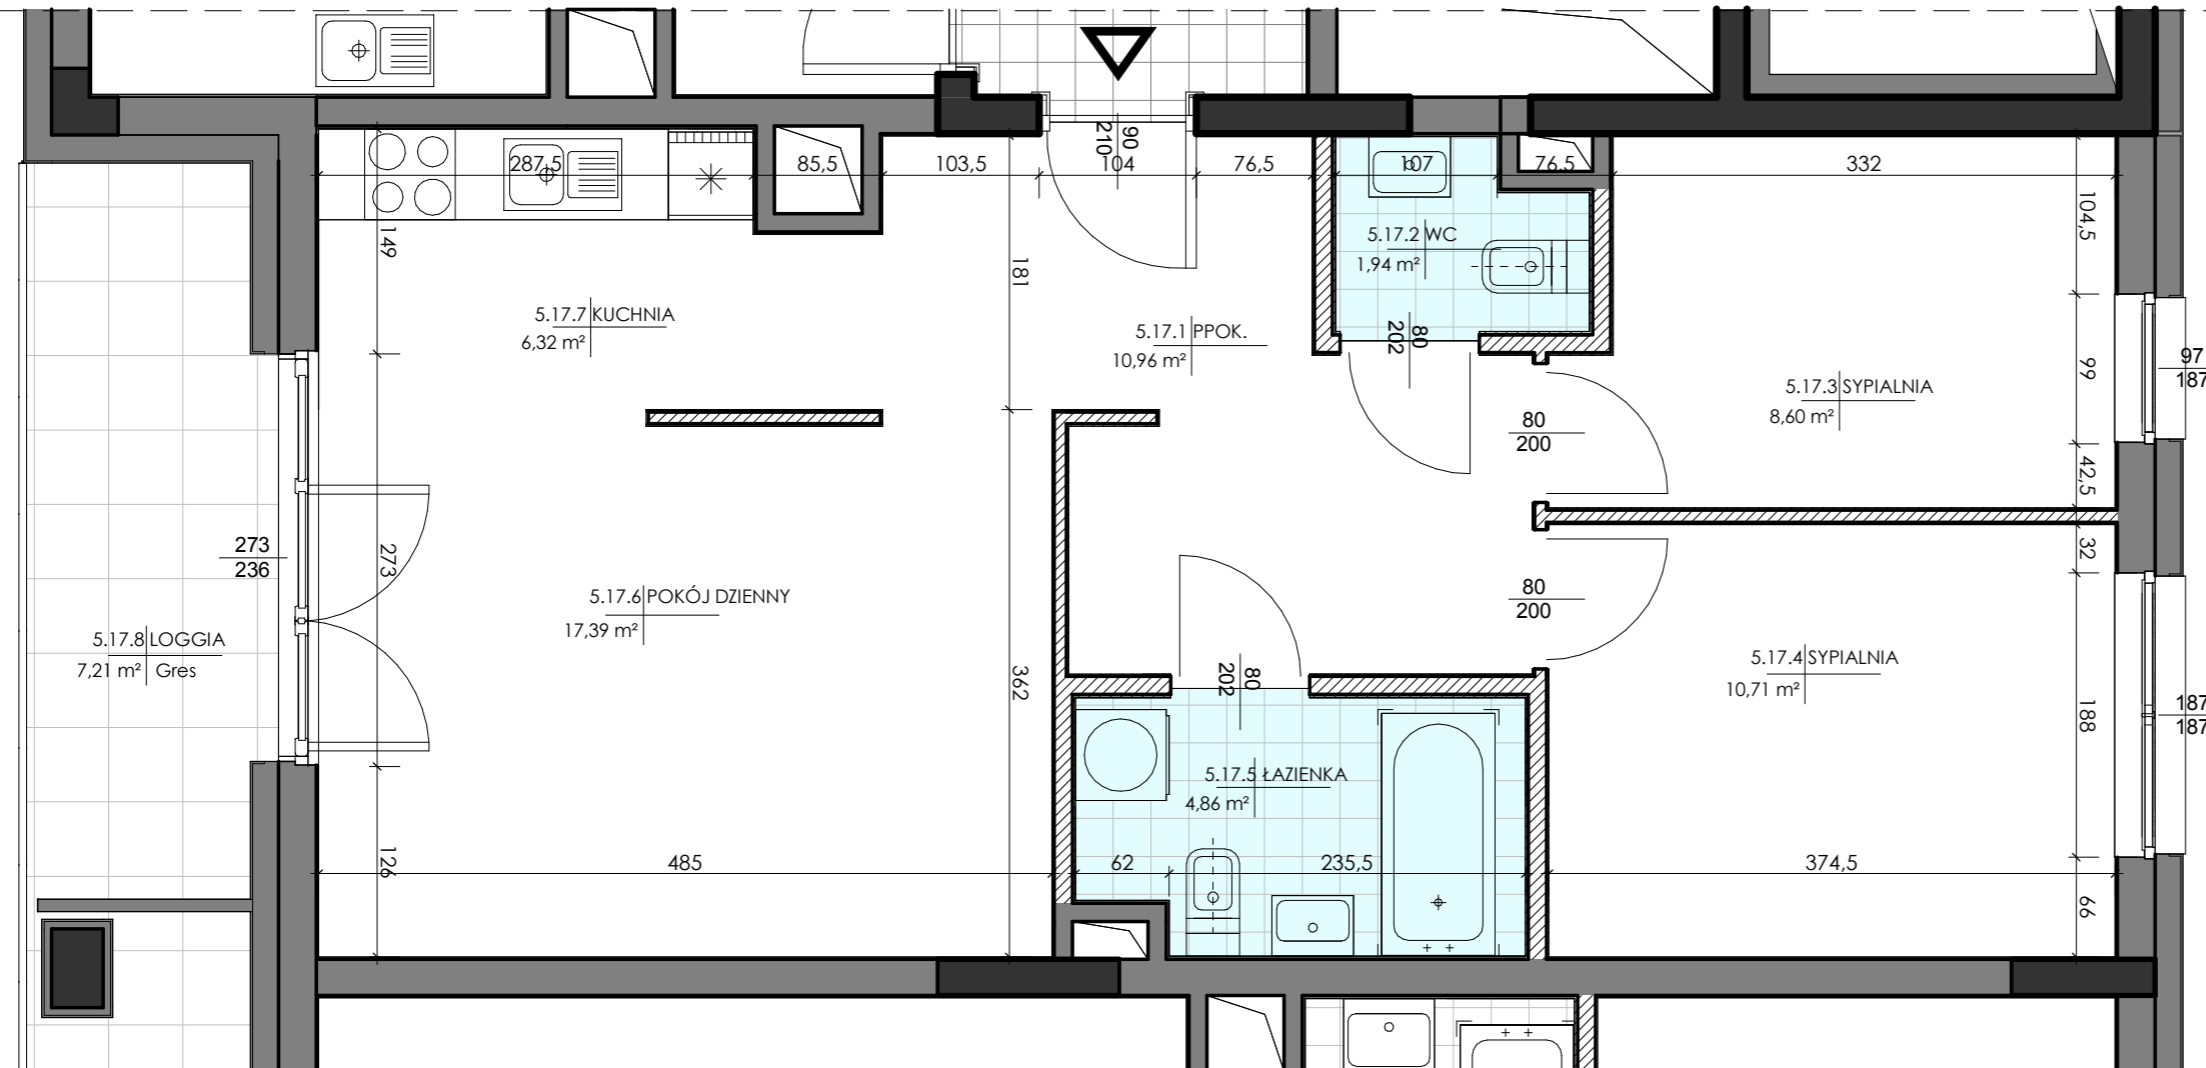 90
210
287,5
85,5
103,5
104
76,5
107
76,5
332
104,5
149
5.17.2 WC
1,94 m²
181
5.17.7 KUCHNIA
6,32 m²
5.17.1 PPOK.
10,96 m²
80
202
97
187
99
5.17.3 SYPIALNIA
8,60 m²
80
200
42,5
273
236
273
32
80
200
5.17.6 POKÓJ DZIENNY
17,39 m²
5.17.8 LOGGIA
7,21 m² Gres
362
80
202
5.17.4 SYPIALNIA
10,71 m²
188
187
187
5.17.5 ŁAZIENKA
4,86 m²
126
485
62
235,5
374,5
66